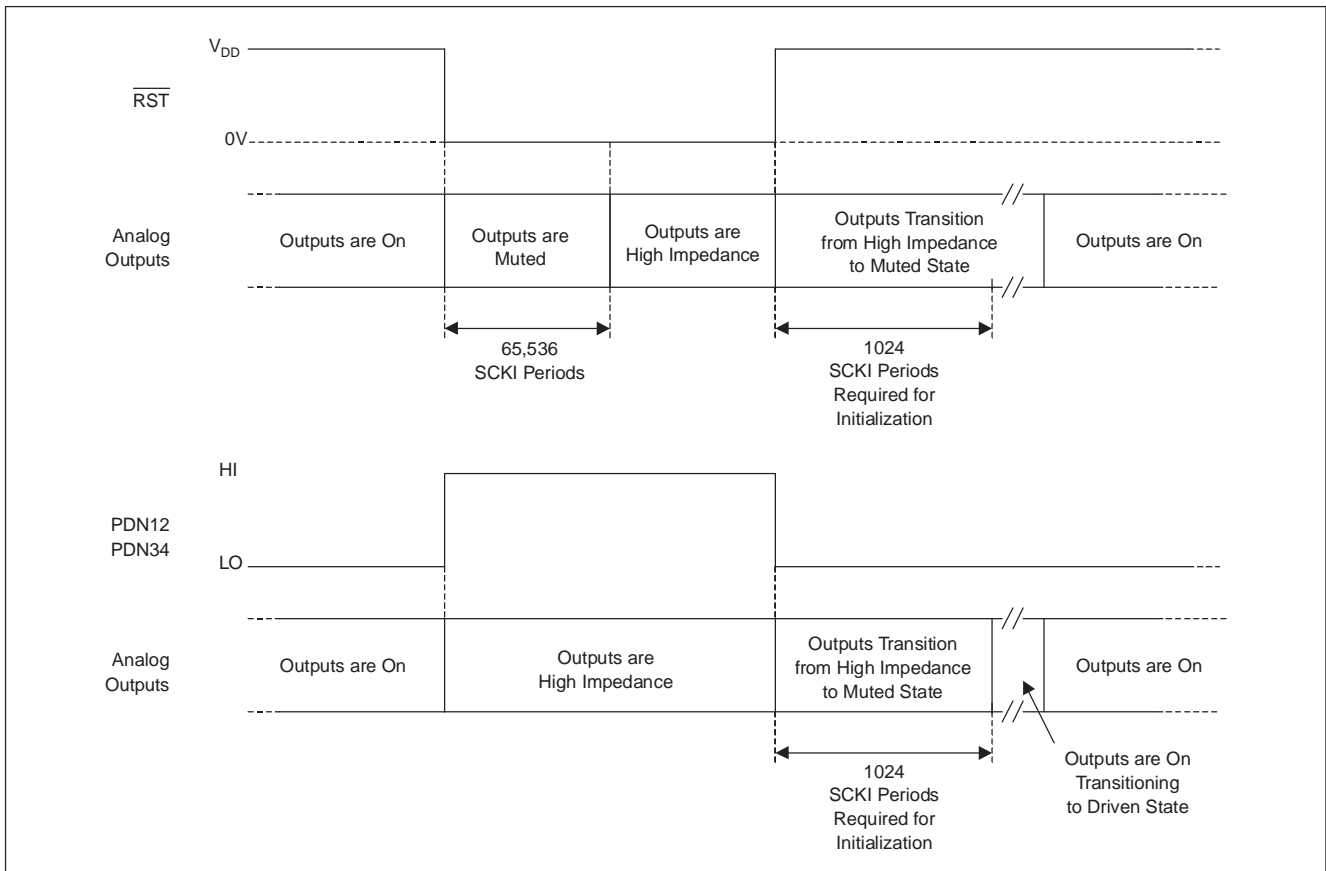 VDD
RST
0V
Analog
Outputs
Outputs are On
Outputs are
Muted
Outputs are
High Impedance
Outputs Transition
from High Impedance
to Muted State
Outputs are On
65,536
SCKI Periods
1024
SCKI Periods
Required for
Initialization
HI
PDN12
PDN34
LO
Analog
Outputs
Outputs are On
Outputs are
High Impedance
Outputs Transition
from High Impedance
to Muted State
Outputs are On
1024
SCKI Periods
Required for
Initialization
Outputs are On
Transitioning
to Driven State